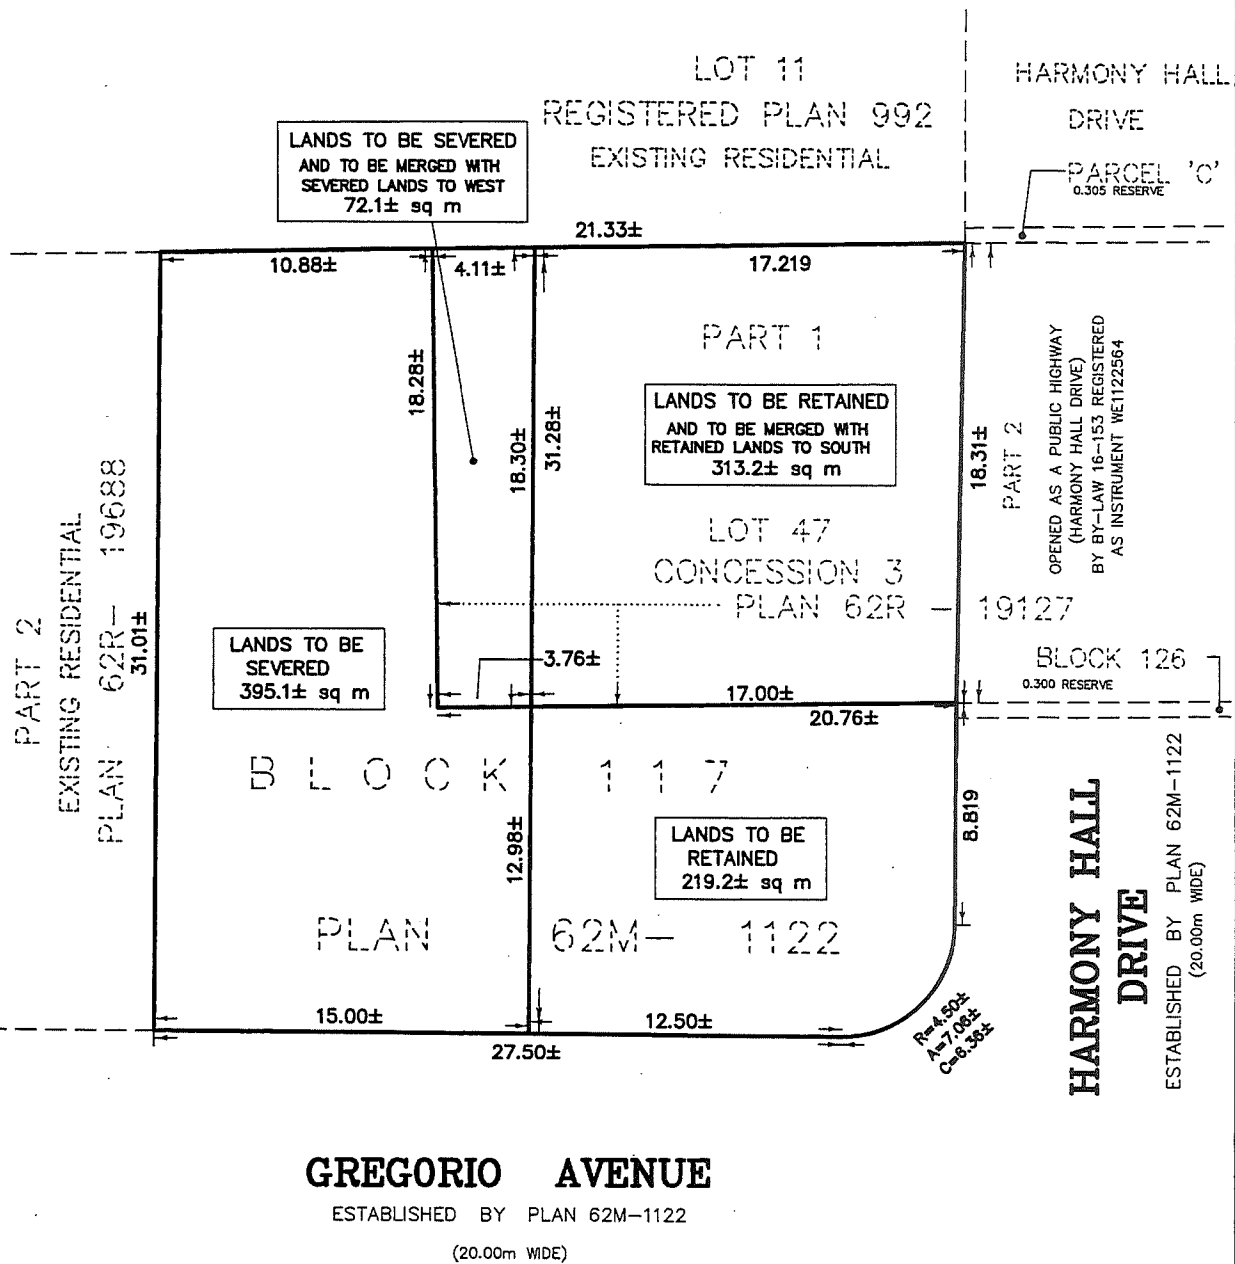 LOT 11
REGISTERED PLAN 992
EXISTING RESIDENTIAL
HARMONY HALL
DRIVE
PARCEL 'C'
0.305 RESERVE
LANDS TO BE SEVERED
AND TO BE MERGED WITH
SEVERED LANDS TO WEST
72.1± sq m
21.33±
10.88±
4.11±
17.219
PART 1
LANDS TO BE RETAINED
AND TO BE MERGED WITH
RETAINED LANDS TO SOUTH
313.2± sq m
18.28±
18.30±
31.28±
18.31±
PART 2
OPENED AS A PUBLIC HIGHWAY
(HARMONY HALL DRIVE)
BY BY-LAW 16-153 REGISTERED
AS INSTRUMENT WE1122564
LOT 47
CONCESSION 3
PLAN 62R - 19127
PART 2
EXISTING RESIDENTIAL
PLAN 62R- 19688
31.01±
LANDS TO BE
SEVERED
395.1± sq m
3.76±
17.00±
20.76±
BLOCK 126
0.300 RESERVE
BLOCK 117
12.98±
LANDS TO BE
RETAINED
219.2± sq m
8.819
PLAN 62M- 1122
HARMONY HALL
DRIVE
ESTABLISHED BY PLAN 62M-1122
(20.00m WIDE)
15.00±
12.50±
27.50±
R=4.50±
A=7.06±
C=6.36±
GREGORIO AVENUE
ESTABLISHED BY PLAN 62M-1122
(20.00m WIDE)